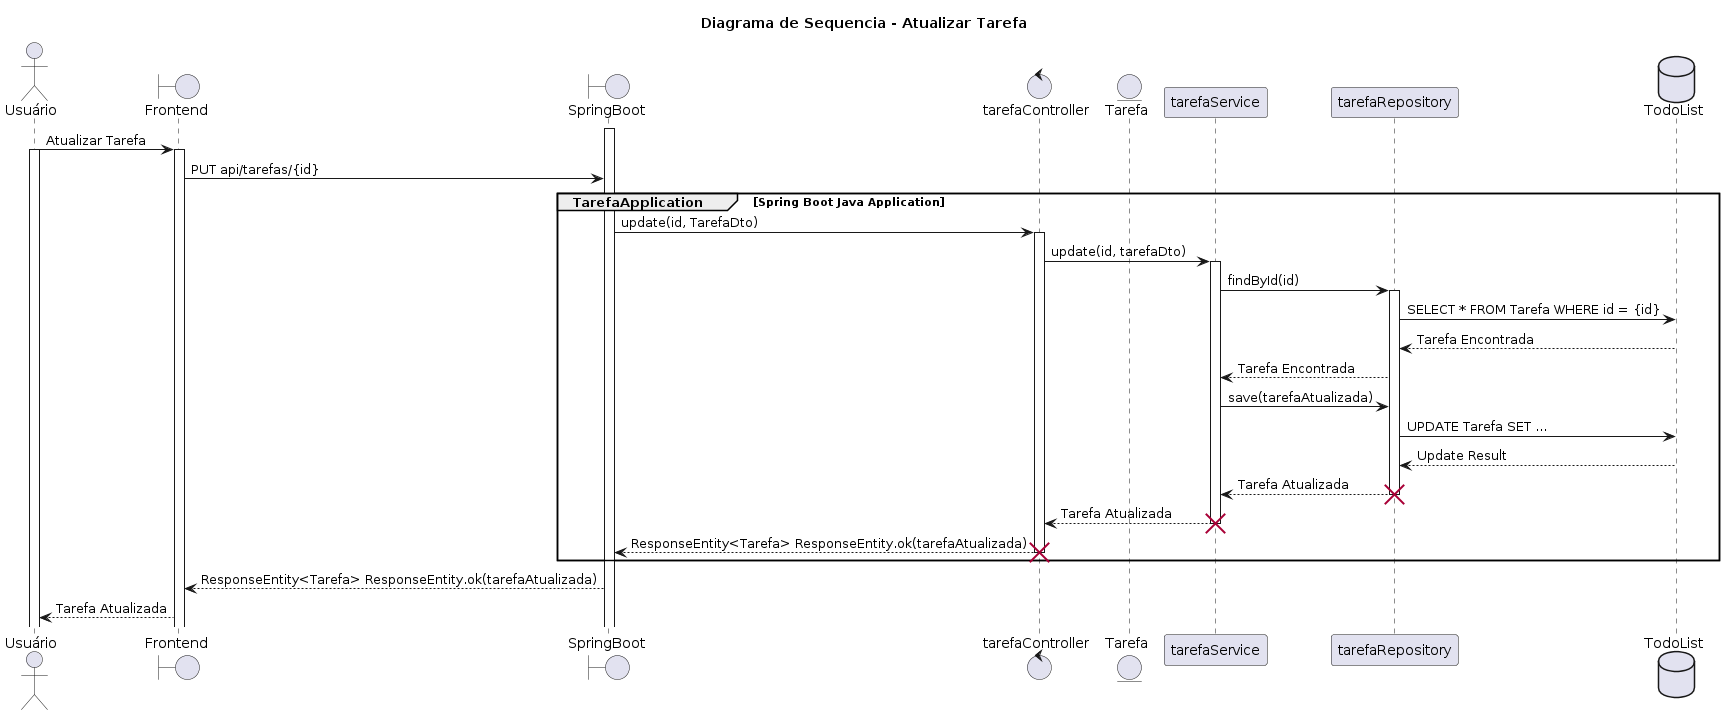 Diagrama de Sequencia - Atualizar Tarefa
Usuário
Frontend
SpringBoot
tarefaController
Tarefa
tarefaService
tarefaRepository
TodoList
Atualizar Tarefa
PUT api/tarefas/{id}
TarefaApplication
[Spring Boot Java Application]
update(id, TarefaDto)
update(id, tarefaDto)
findById(id)
SELECT * FROM Tarefa WHERE id = {id}
Tarefa Encontrada
Tarefa Encontrada
save(tarefaAtualizada)
UPDATE Tarefa SET ...
Update Result
Tarefa Atualizada
Tarefa Atualizada
ResponseEntity<Tarefa> ResponseEntity.ok(tarefaAtualizada)
ResponseEntity<Tarefa> ResponseEntity.ok(tarefaAtualizada)
Tarefa Atualizada
Usuário
Frontend
SpringBoot
tarefaController
Tarefa
tarefaService
tarefaRepository
TodoList